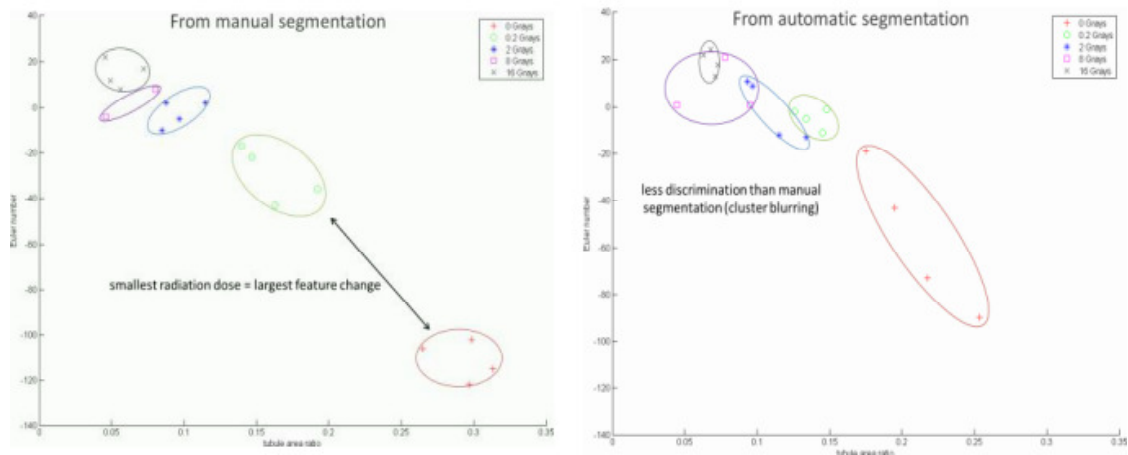 From manual segmentation
0 Grays
0.2 Grays
2 Grays
8 Grays
16 Grays
40
20
0
-20
-40
-60
-80
-100
-120
-140
Euler number
smallest radiation dose = largest feature change
0
0.05
0.1
0.15
0.2
0.25
0.3
0.35
tubule area ratio
From automatic segmentation
0 Grays
0.2 Grays
2 Grays
8 Grays
16 Grays
40
20
0
-20
-40
-60
-80
-100
-120
-140
Euler number
less discrimination than manual
segmentation (cluster blurring)
0
0.05
0.1
0.15
0.2
0.25
0.3
0.35
tubule area ratio